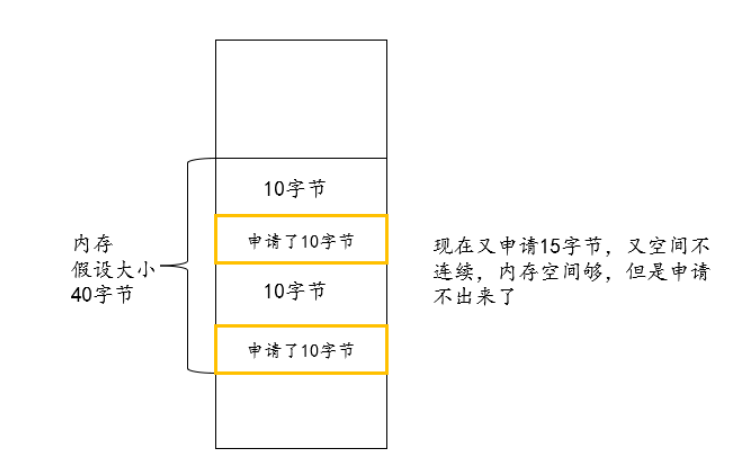 10字节
申请了10字节
内存
假设大小
40字节
10字节
申请了10字节
现在又申请15字节，又空间不
连续，内存空间够，但是申请
不出来了